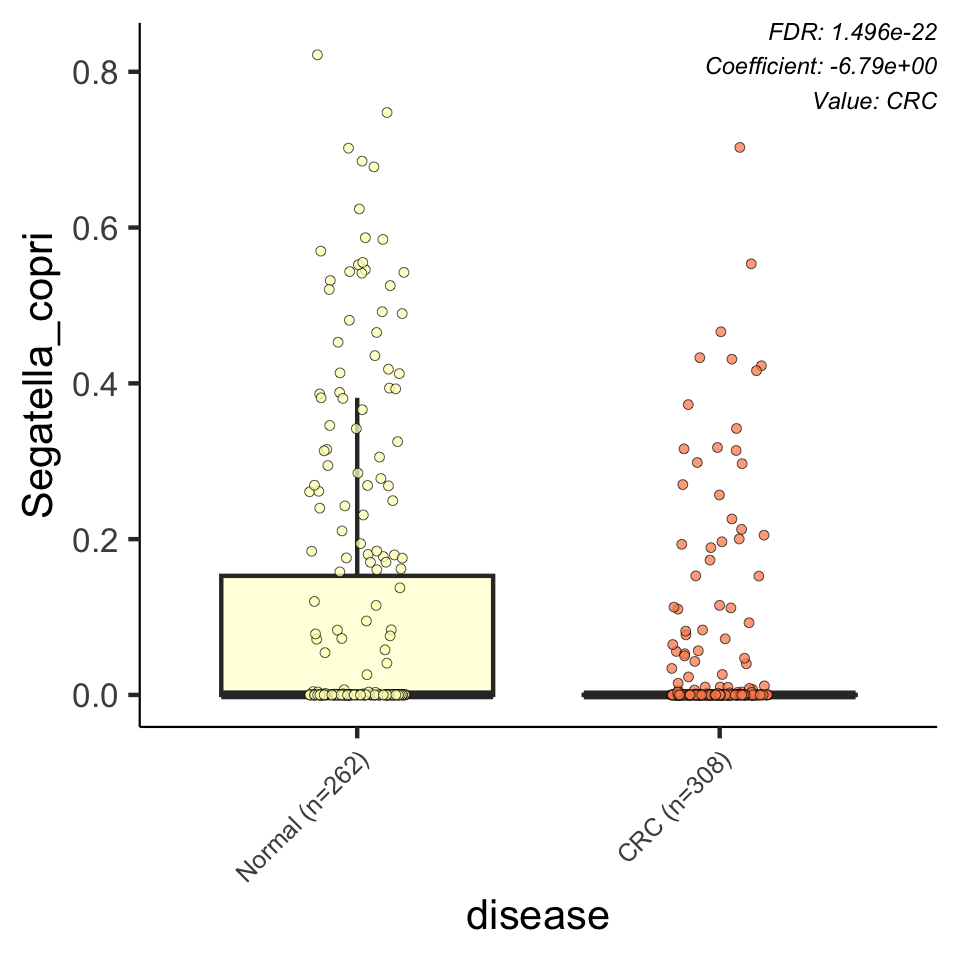 FDR: 1.496e-22
Coefficient: -6.79e+00
Value: CRC
Segatella_copri
0.8
0.6
0.4
0.2
0.0
Normal (n=262)
CRC (n=308)
disease